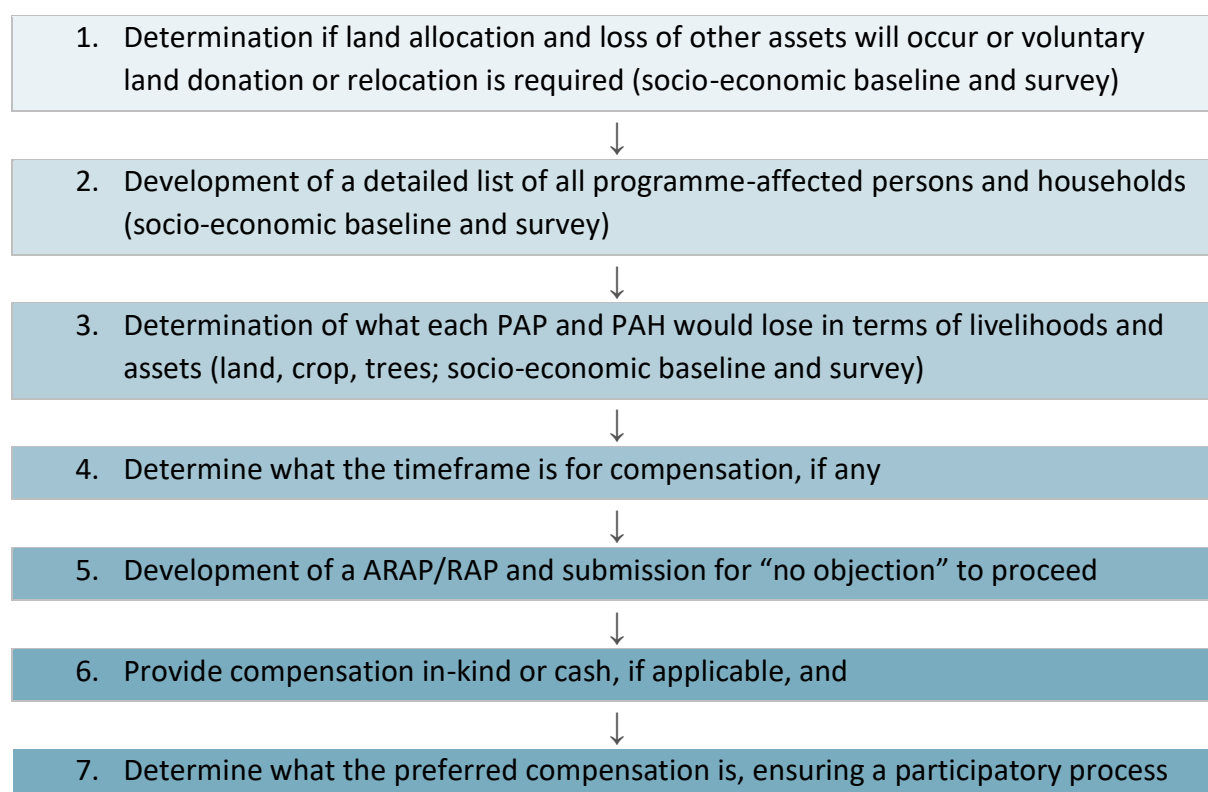 1. Determination if land allocation and loss of other assets will occur or voluntary
land donation or relocation is required (socio-economic baseline and survey)
↓
2. Development of a detailed list of all programme-affected persons and households
(socio-economic baseline and survey)
↓
3. Determination of what each PAP and PAH would lose in terms of livelihoods and
assets (land, crop, trees; socio-economic baseline and survey)
↓
4. Determine what the timeframe is for compensation, if any
↓
5. Development of a ARAP/RAP and submission for “no objection” to proceed
↓
6. Provide compensation in-kind or cash, if applicable, and
↓
7. Determine what the preferred compensation is, ensuring a participatory process